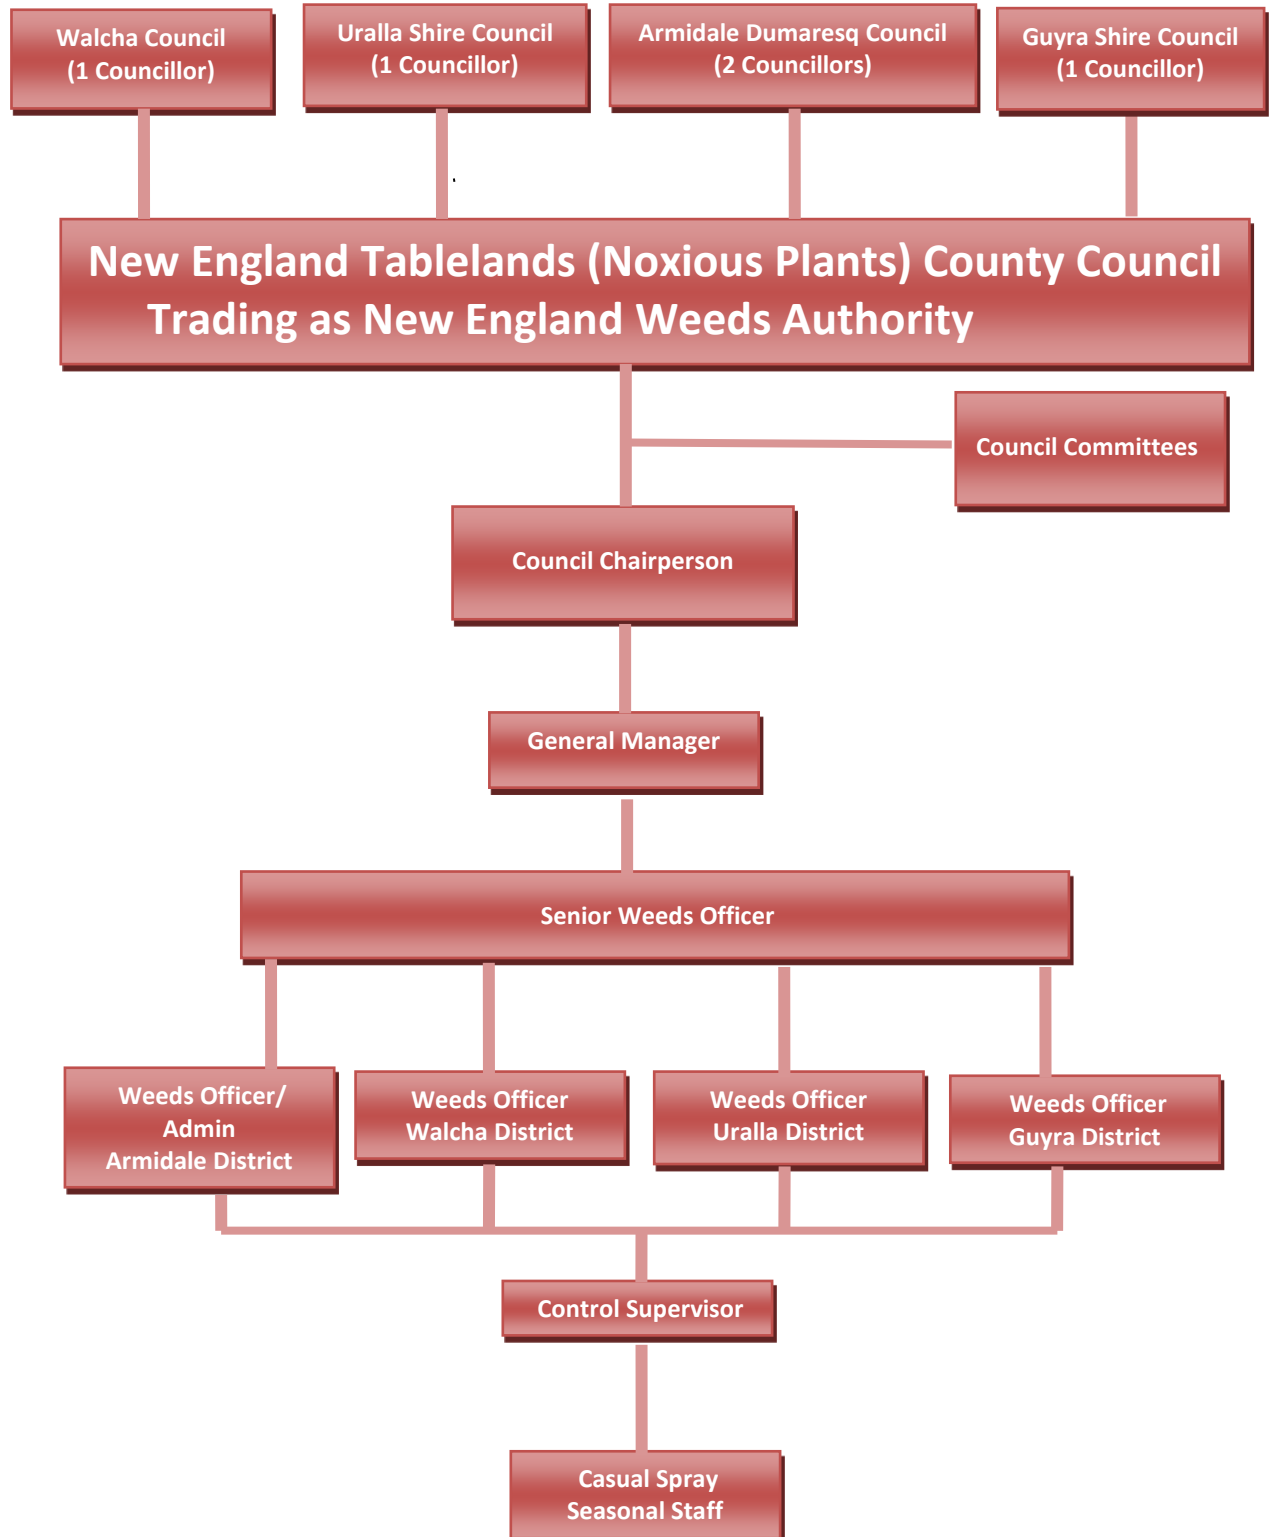 Walcha Council
(1 Councillor)
Uralla Shire Council
(1 Councillor)
Armidale Dumaresq Council
(2 Councillors)
Guyra Shire Council
(1 Councillor)
New England Tablelands (Noxious Plants) County Council
Trading as New England Weeds Authority
Council Committees
Council Chairperson
General Manager
Senior Weeds Officer
Weeds Officer/
Admin
Armidale District
Weeds Officer
Walcha District
Weeds Officer
Uralla District
Weeds Officer
Guyra District
Control Supervisor
Casual Spray
Seasonal Staff